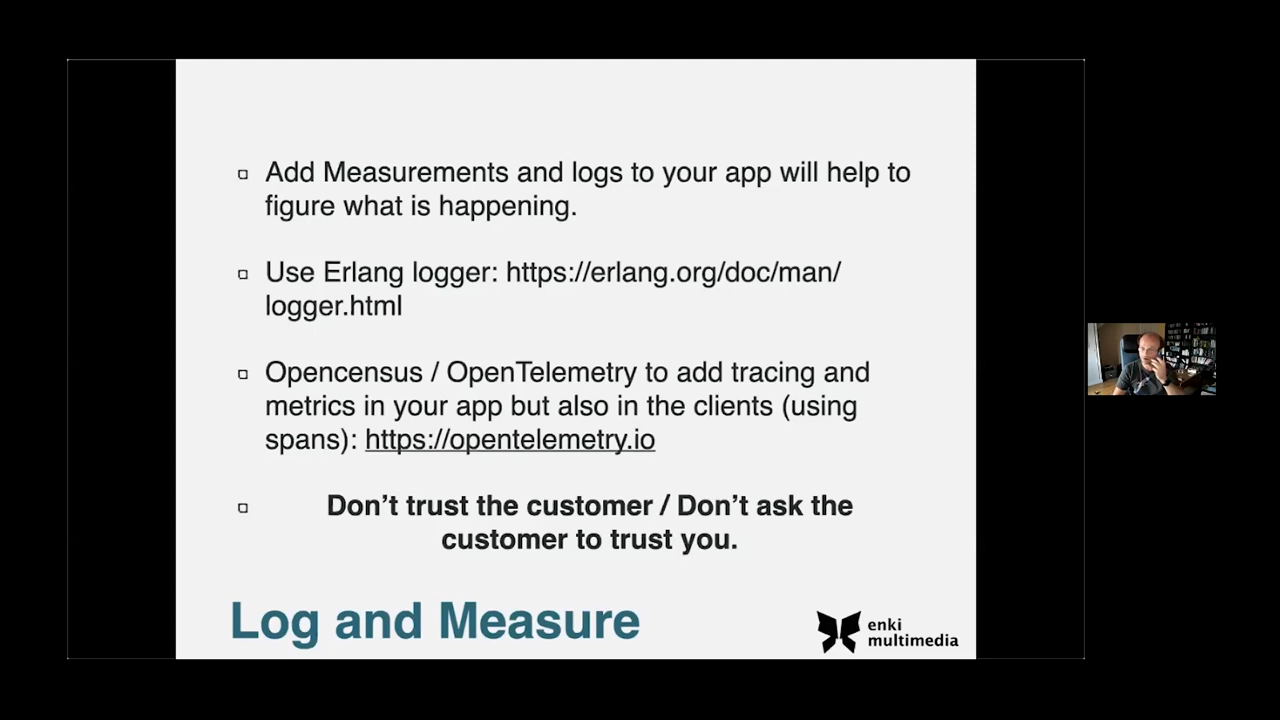 Add Measurements and logs to your app will help to
figure what is happening.
Use Erlang logger: https://erlang.org/doc/man/
logger.html
Opencensus / OpenTelemetry to add tracing and
metrics in your app but also in the clients (using
spans): https://opentelemetry.io
Don’t trust the customer / Don’t ask the
customer to trust you.
Log and Measure
enki
multimedia